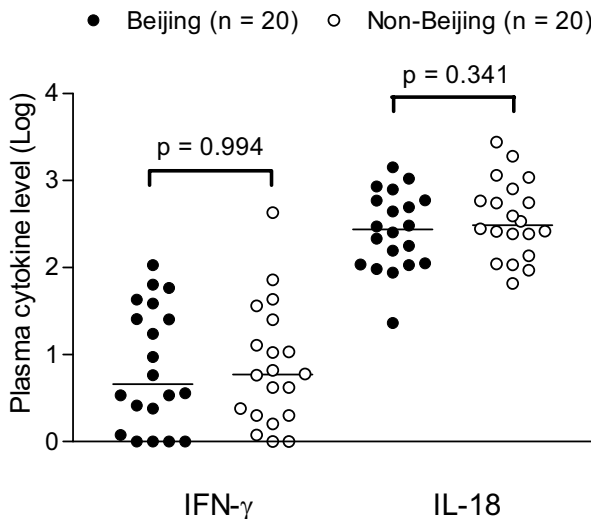 ● Beijing (n = 20) ○ Non-Beijing (n = 20)
Plasma cytokine level (Log)
4
3
2
1
0
p = 0.994
p = 0.341
IFN-γ
IL-18